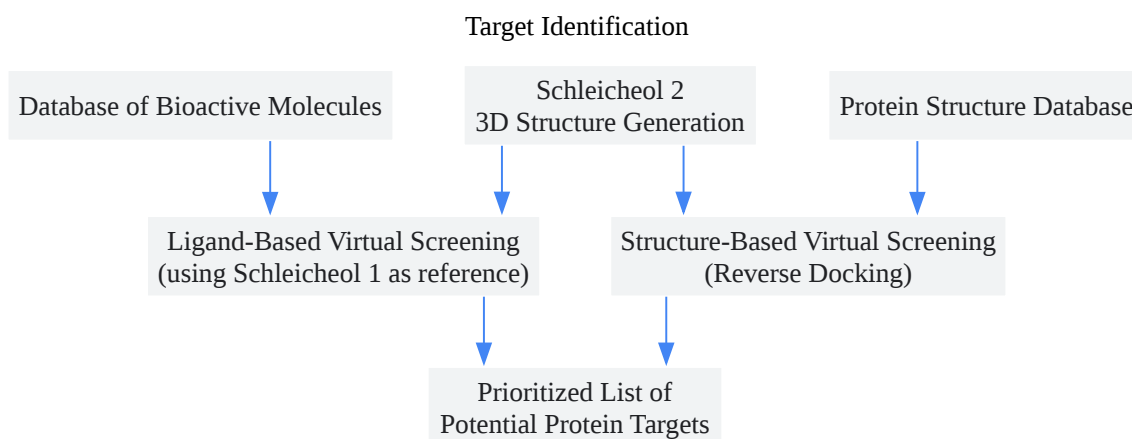 Target Identification
Database of Bioactive Molecules
Schleicheol 2
3D Structure Generation
Protein Structure Database
Ligand-Based Virtual Screening
(using Schleicheol 1 as reference)
Structure-Based Virtual Screening
(Reverse Docking)
Prioritized List of
Potential Protein Targets